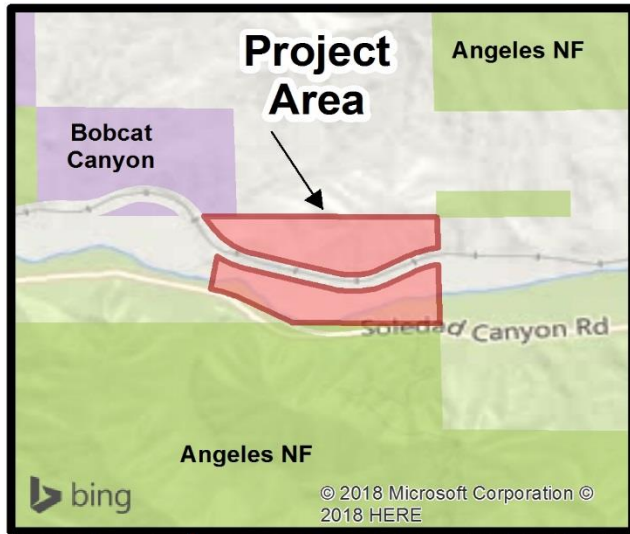 Project
Area
Angeles NF
Bobcat
Canyon
Soledad Canyon Rd
Angeles NF
bing
© 2018 Microsoft Corporation ©
2018 HERE